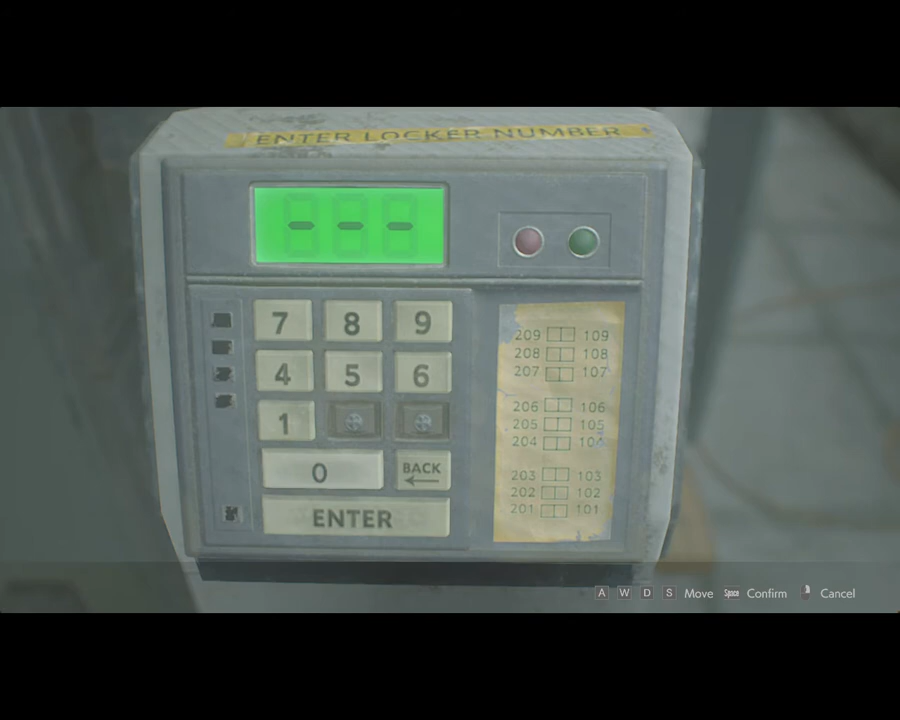 ENTER LOCKER NUMBER
- - -
7 8 9
4 5 6
1
0 BACK
ENTER
209 109
208 108
207 107
206 106
205 105
204 104
203 103
202 102
201 101
A W D S Move Space Confirm Cancel